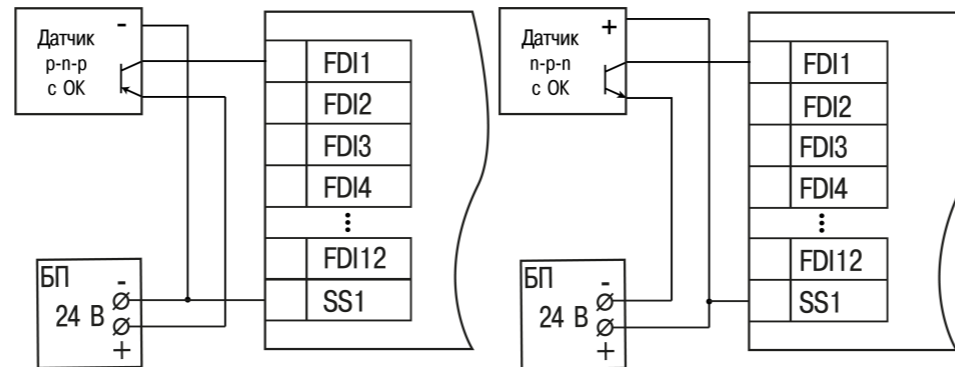 Датчик
p-n-p
с ОК
-
FDI1
FDI2
FDI3
FDI4
FDI12
SS1
БП
24 В
-
+
Датчик
n-p-n
с ОК
+
FDI1
FDI2
FDI3
FDI4
FDI12
SS1
БП
24 В
-
+